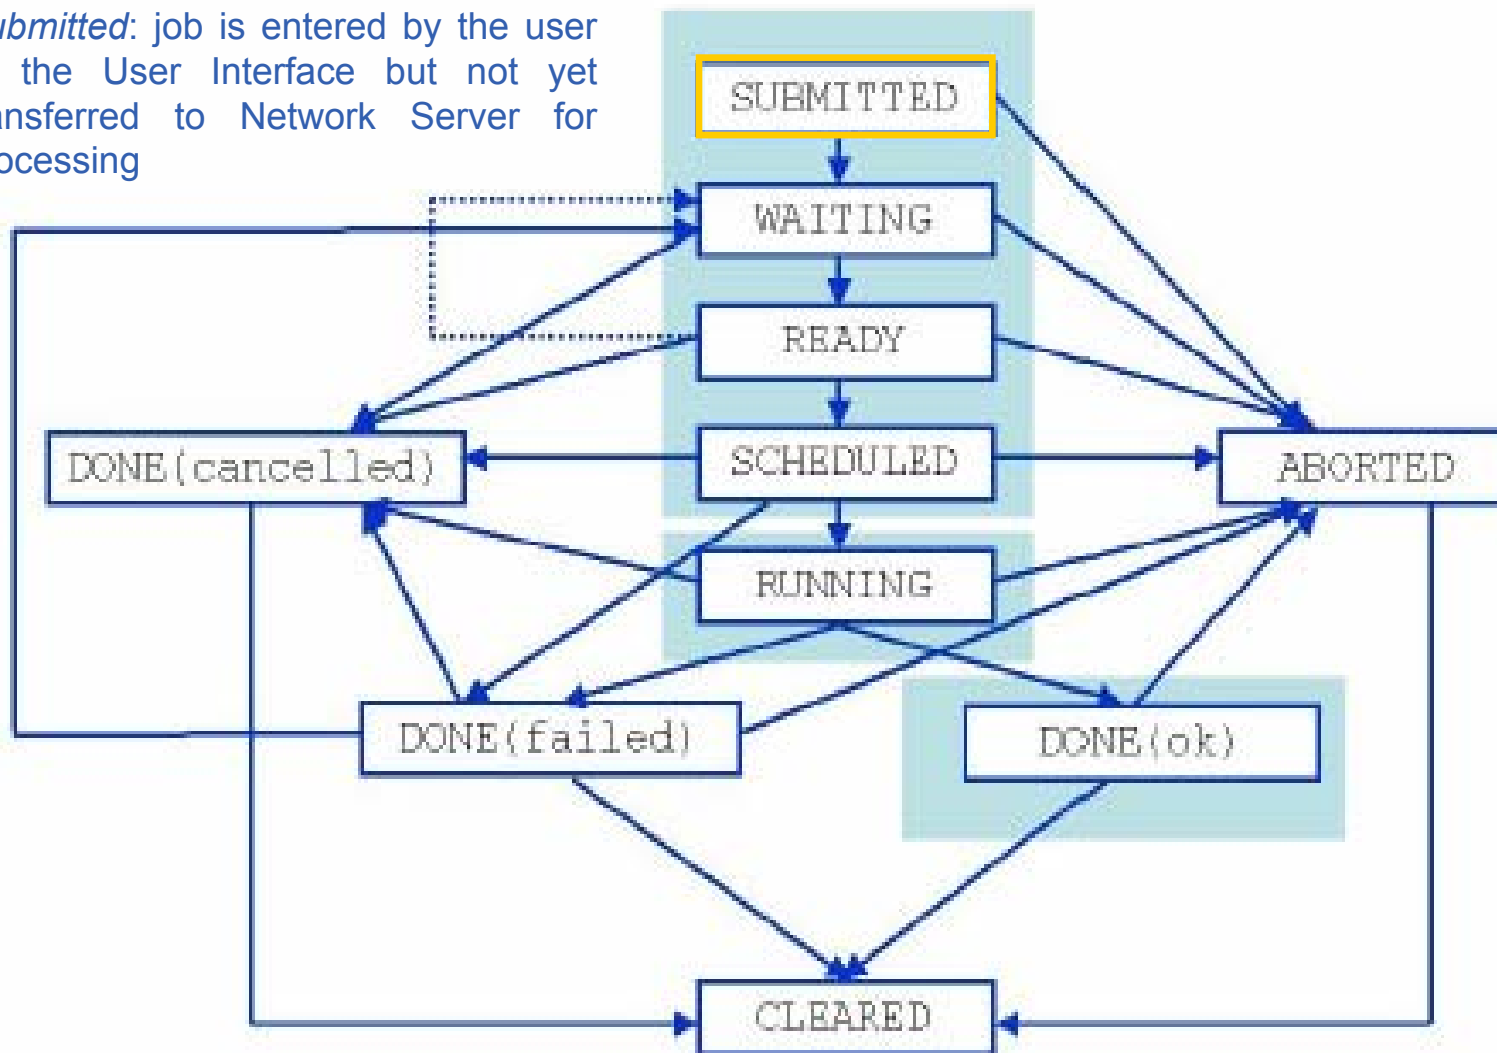 ubmitted: job is entered by the user
the User Interface but not yet
ansferred to Network Server for
ocessing
SUBMITTED
WAITING
READY
SCHEDULED
DONE(cancelled)
ABORTED
RUNNING
DONE(failed)
DONE(ok)
CLEARED